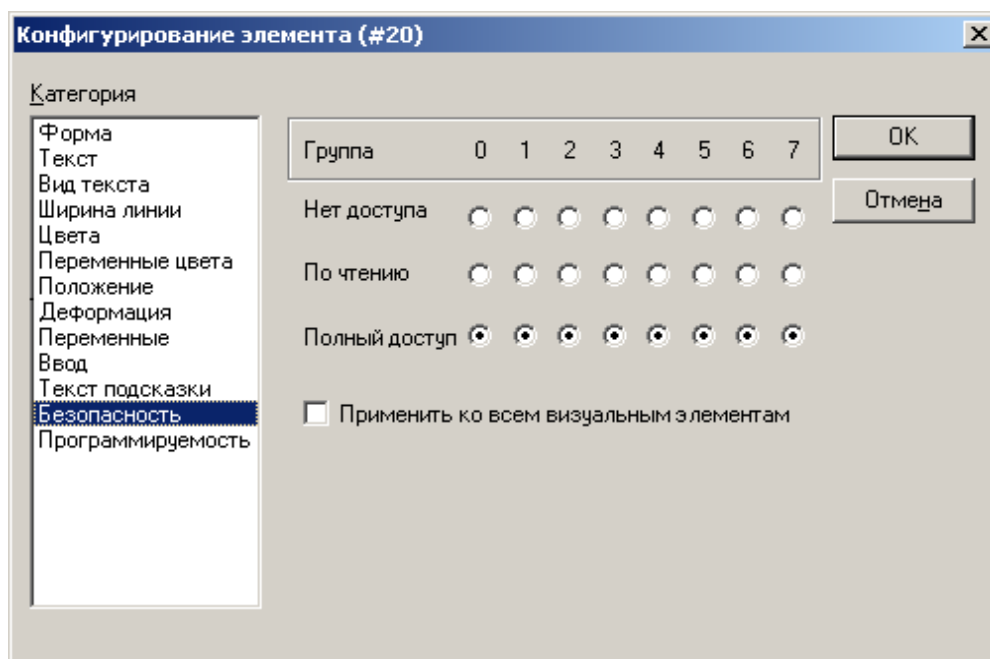 Конфигурирование элемента (#20)
Категория
Форма
Текст
Вид текста
Ширина линии
Цвета
Переменные цвета
Положение
Деформация
Переменные
Ввод
Текст подсказки
Безопасность
Программируемость
Группа 0 1 2 3 4 5 6 7
Нет доступа
По чтению
Полный доступ
Применить ко всем визуальным элементам
OK
Отмена